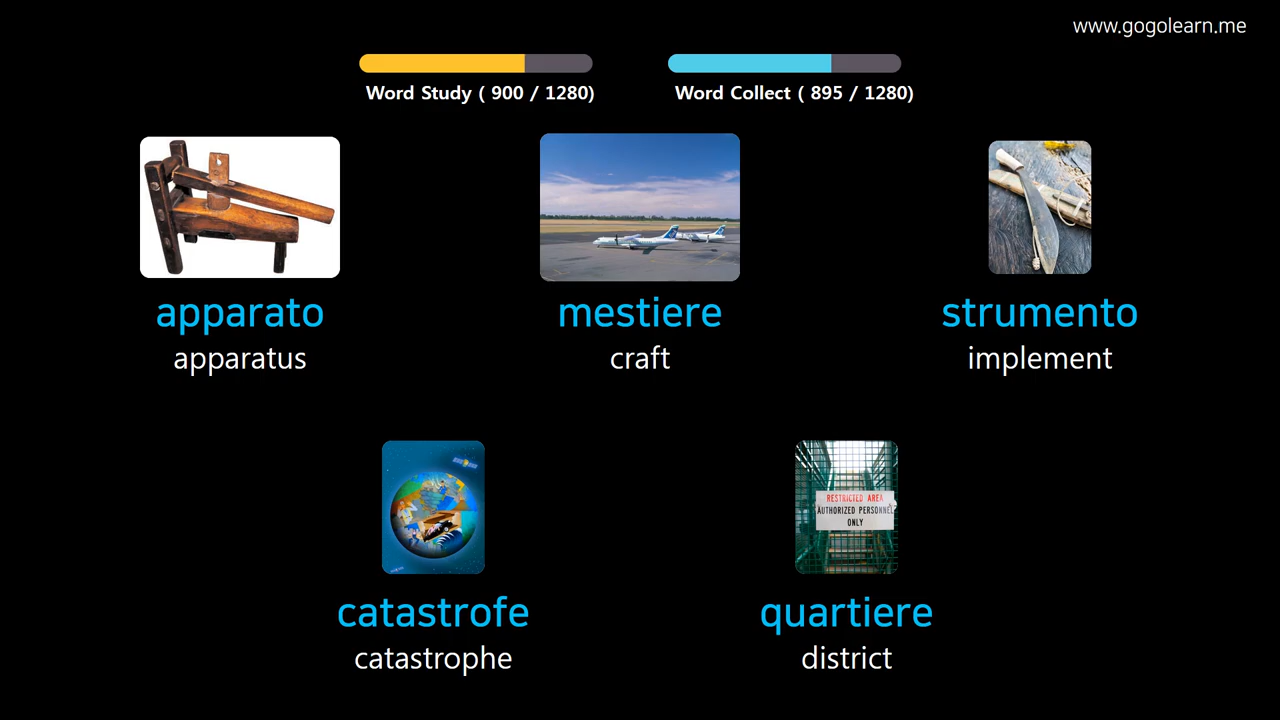 www.gogolearn.me
Word Study ( 900 / 1280)
Word Collect ( 895 / 1280)
apparato
apparatus
mestiere
craft
strumento
implement
RESTRICTED AREA
AUTHORIZED PERSONNEL
ONLY
catastrofe
catastrophe
quartiere
district